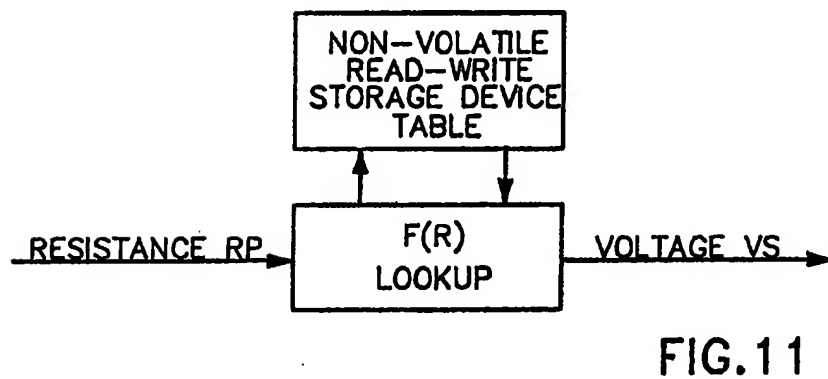 NON-VOLATILE
READ-WRITE
STORAGE DEVICE
TABLE
RESISTANCE RP
F(R)
LOOKUP
VOLTAGE VS
FIG.11